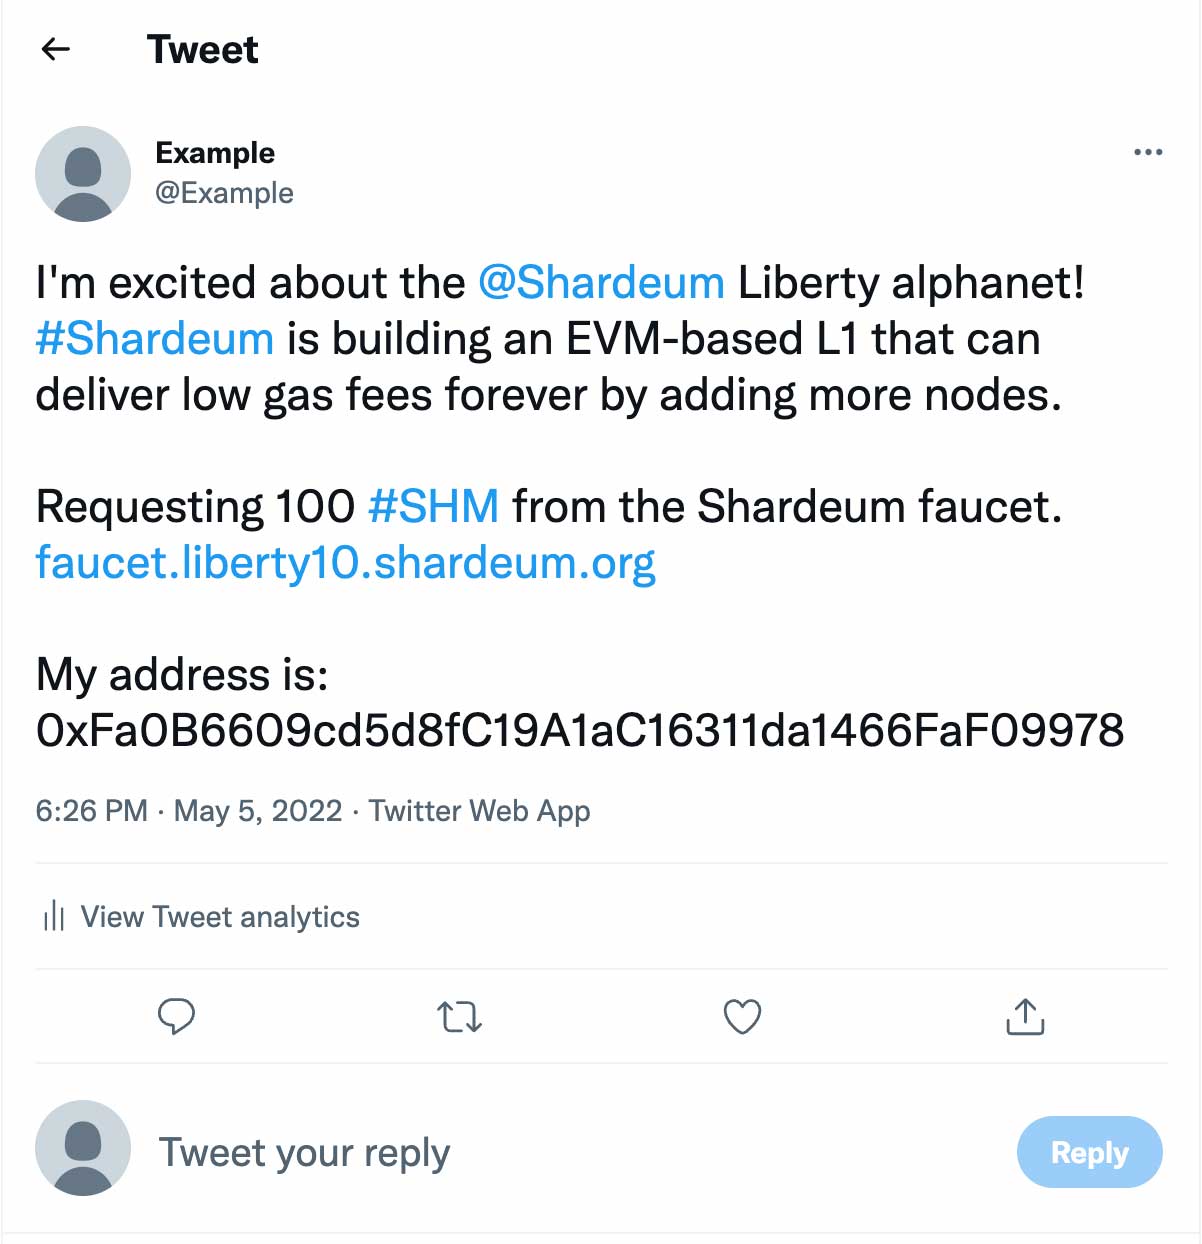 Tweet
Example
@Example
I'm excited about the @Shardeum Liberty alphanet!
#Shardeum is building an EVM-based L1 that can
deliver low gas fees forever by adding more nodes.
Requesting 100 #SHM from the Shardeum faucet.
faucet.liberty10.shardeum.org
My address is:
0xFa0B6609cd5d8fC19A1aC16311da1466FaF09978
6:26 PM · May 5, 2022 · Twitter Web App
View Tweet analytics
Tweet your reply
Reply